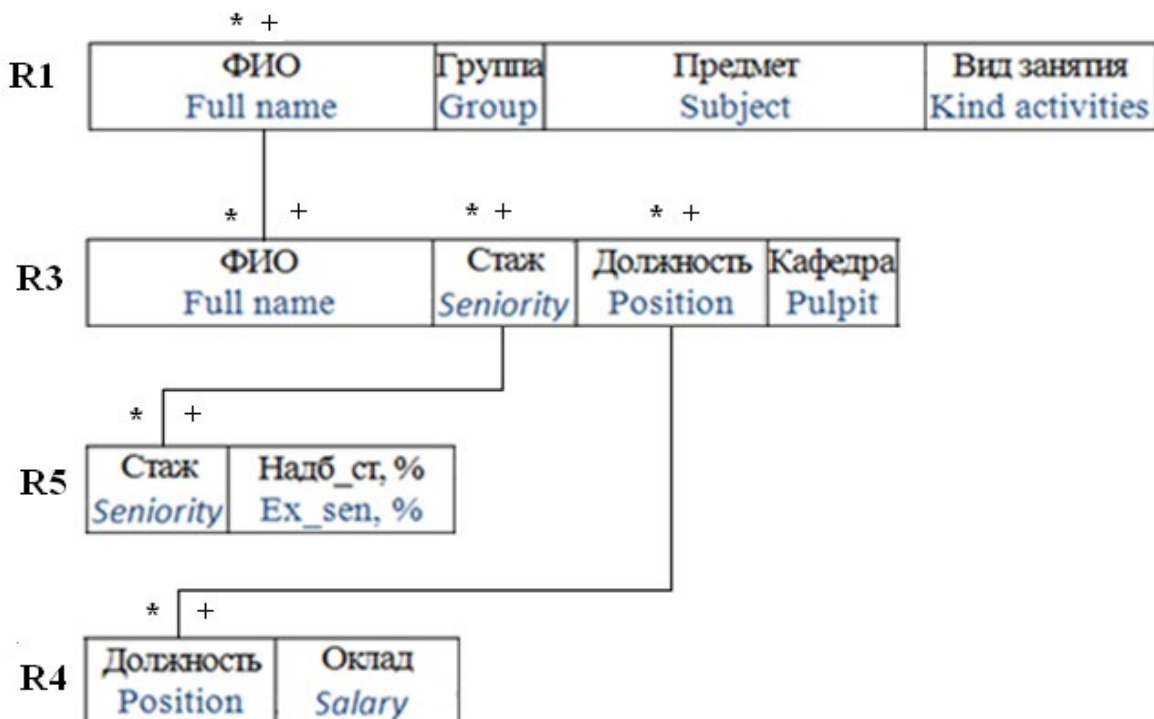 * +
R1
ФИО Группа Предмет Вид занятия
Full name Group Subject Kind activities
* + * + * +
R3
ФИО Стаж Должность Кафедра
Full name Seniority Position Pulpit
* +
R5
Стаж Надб_ст, %
Seniority Ex_sen, %
* +
R4
Должность Оклад
Position Salary